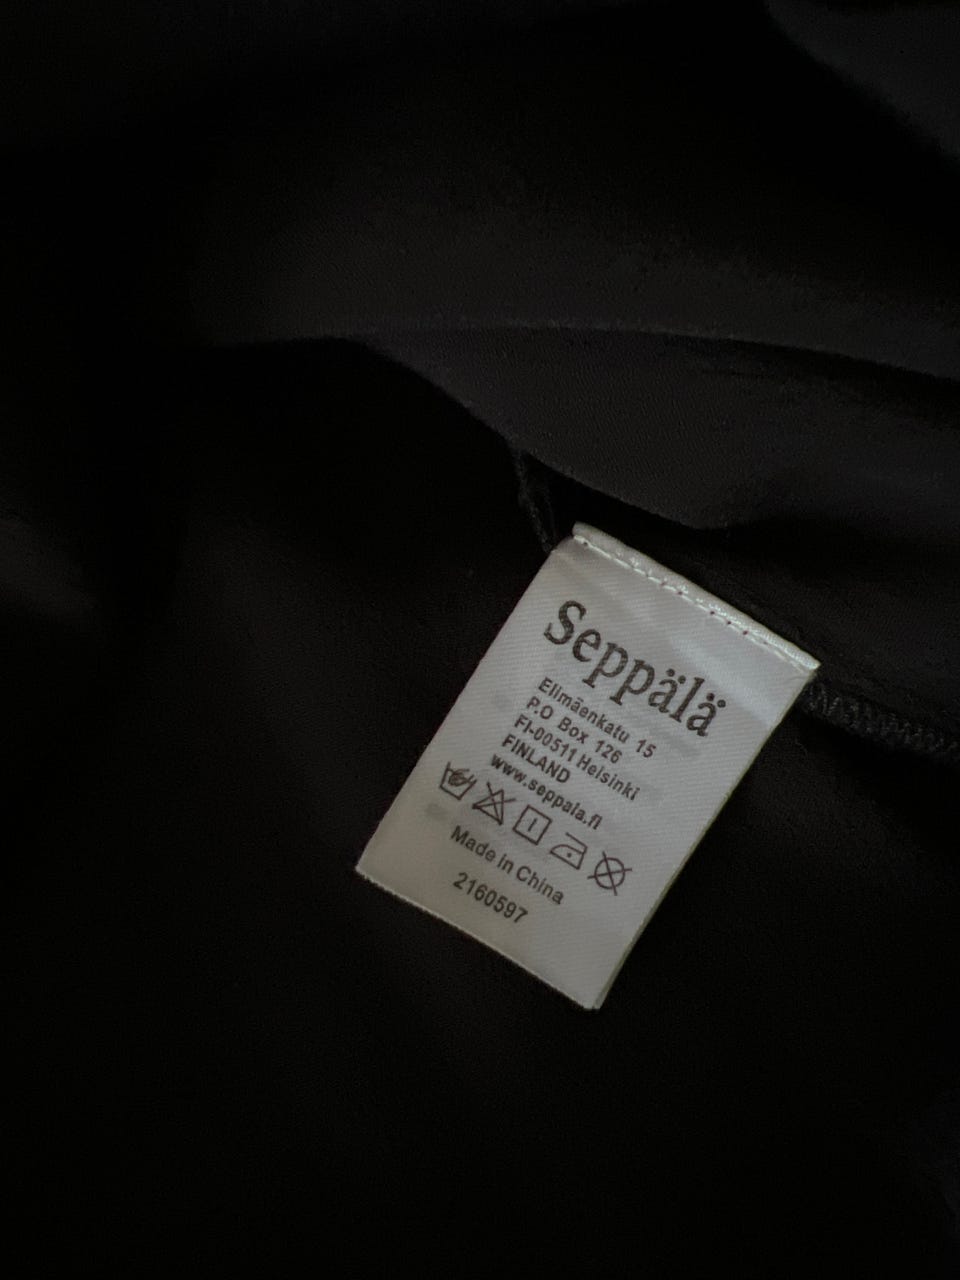 Seppälä
Elimäenkatu 15
P.O Box 126
FI-00511 Helsinki
FINLAND
www.seppala.fi
Made in China
2160597